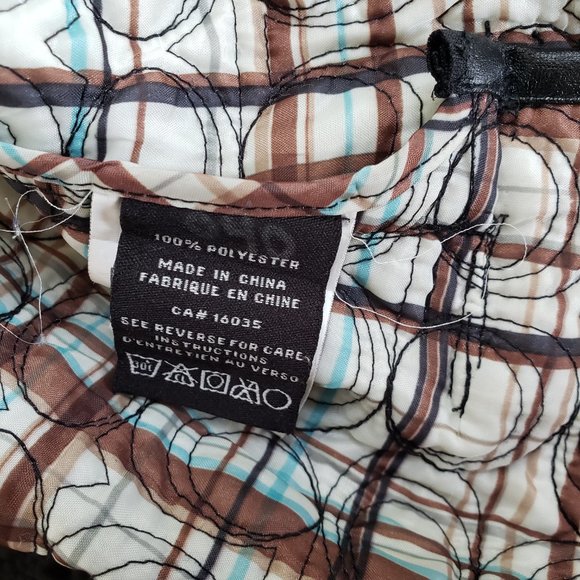 100% POLYESTER
MADE IN CHINA
FABRIQUE EN CHINE
CA# 16035
SEE REVERSE FOR CARE
INSTRUCTIONS
D'ENTRETIEN AU VERSO